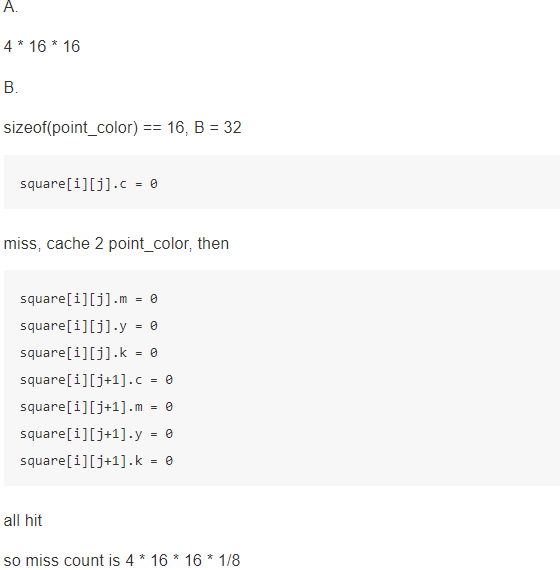 A.
4 * 16 * 16
B.
sizeof(point_color) == 16, B = 32
square[i][j].c = 0
miss, cache 2 point_color, then
square[i][j].m = 0
square[i][j].y = 0
square[i][j].k = 0
square[i][j+1].c = 0
square[i][j+1].m = 0
square[i][j+1].y = 0
square[i][j+1].k = 0
all hit
so miss count is 4 * 16 * 16 * 1/8